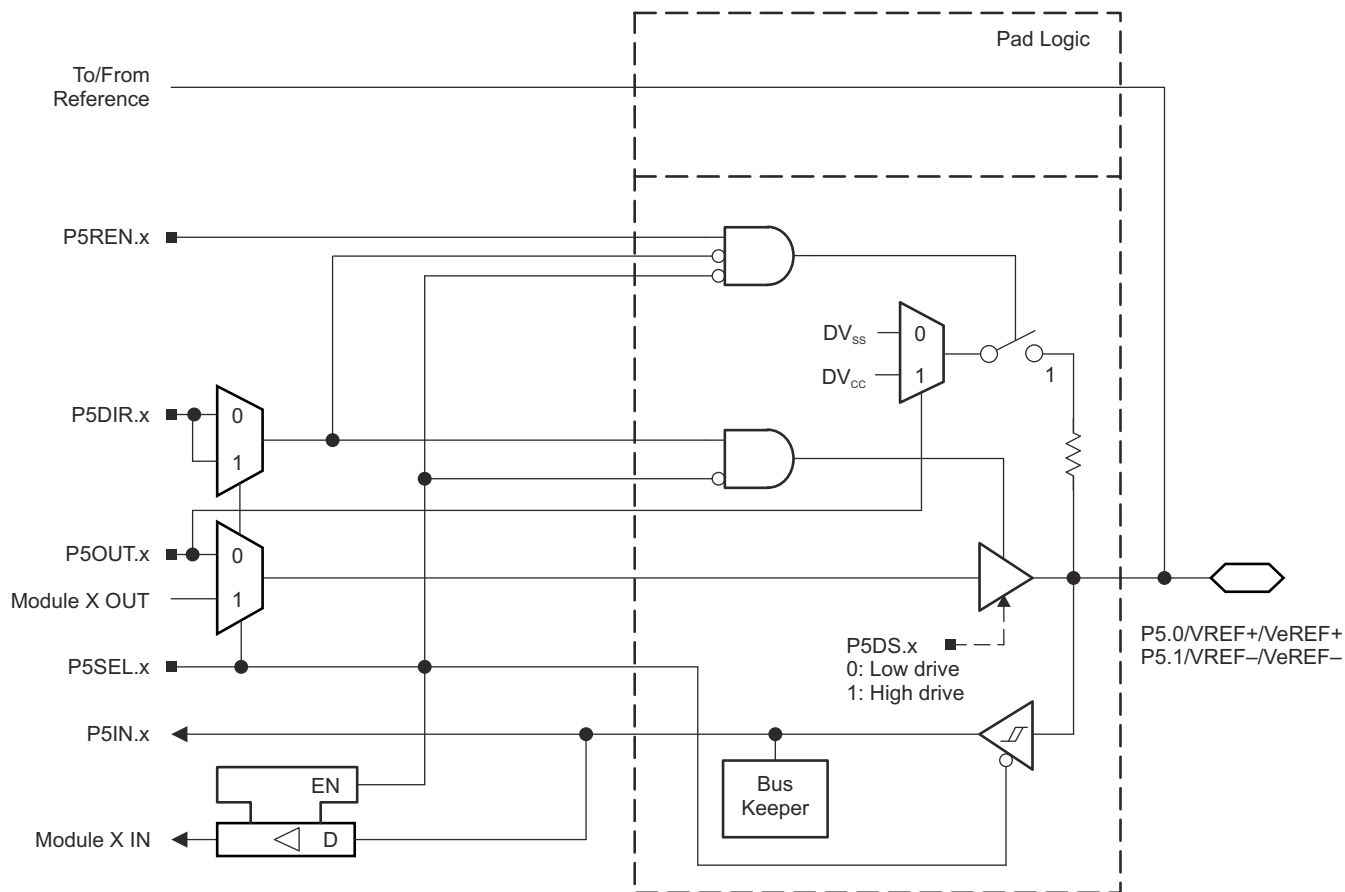 Pad Logic
To/From
Reference
P5REN.x
DVss
0
DVcc
1
1
P5DIR.x
0
1
P5OUT.x
0
Module X OUT
1
P5SEL.x
P5DS.x
0: Low drive
1: High drive
P5.0/VREF+/VeREF+
P5.1/VREF–/VeREF–
P5IN.x
EN
Bus
Keeper
Module X IN
D